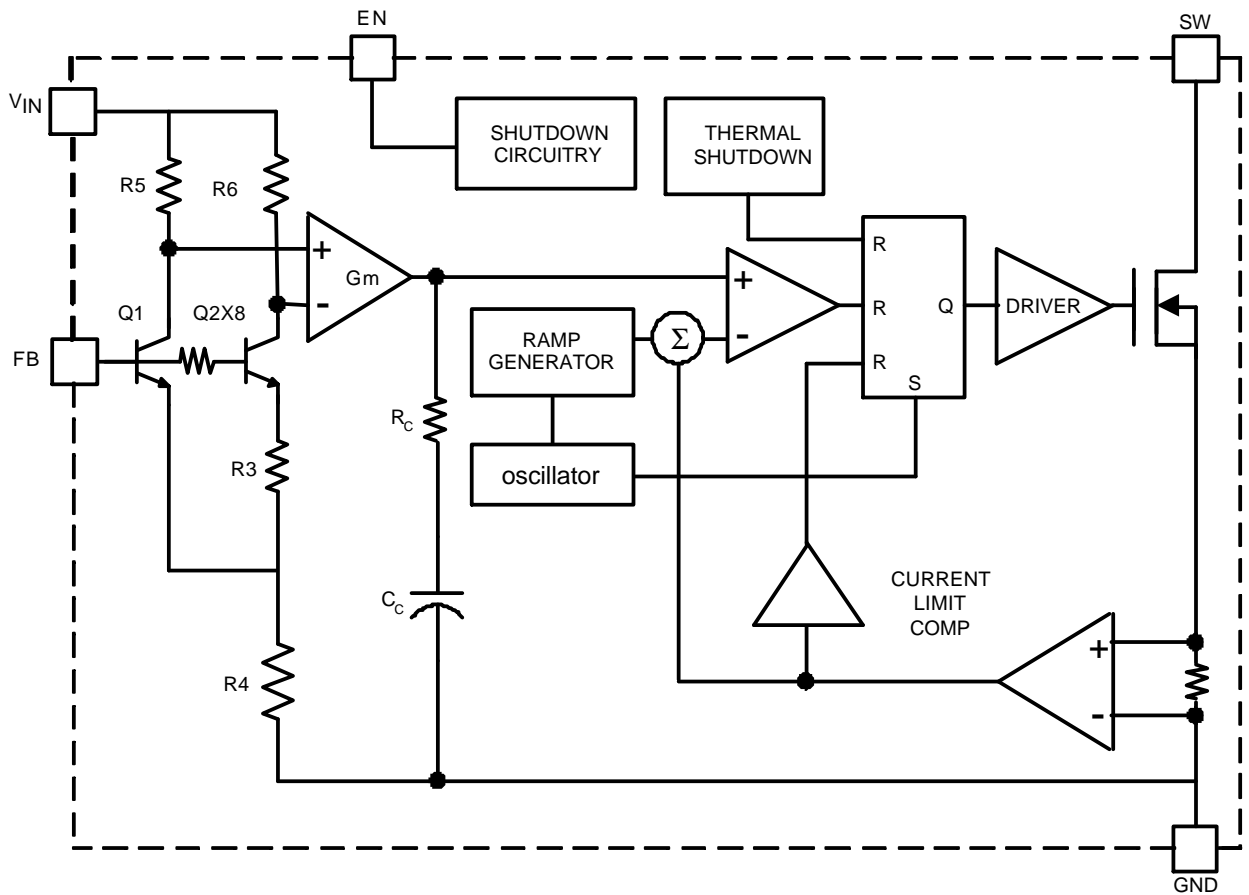 EN
SW
VIN
SHUTDOWN
CIRCUITRY
THERMAL
SHUTDOWN
R5
R6
+
-
Gm
R
R
R
Q
S
DRIVER
+
-
Q1
Q2X8
FB
RAMP
GENERATOR
Σ
RC
oscillator
R3
CC
CURRENT
LIMIT
COMP
+
-
R4
GND